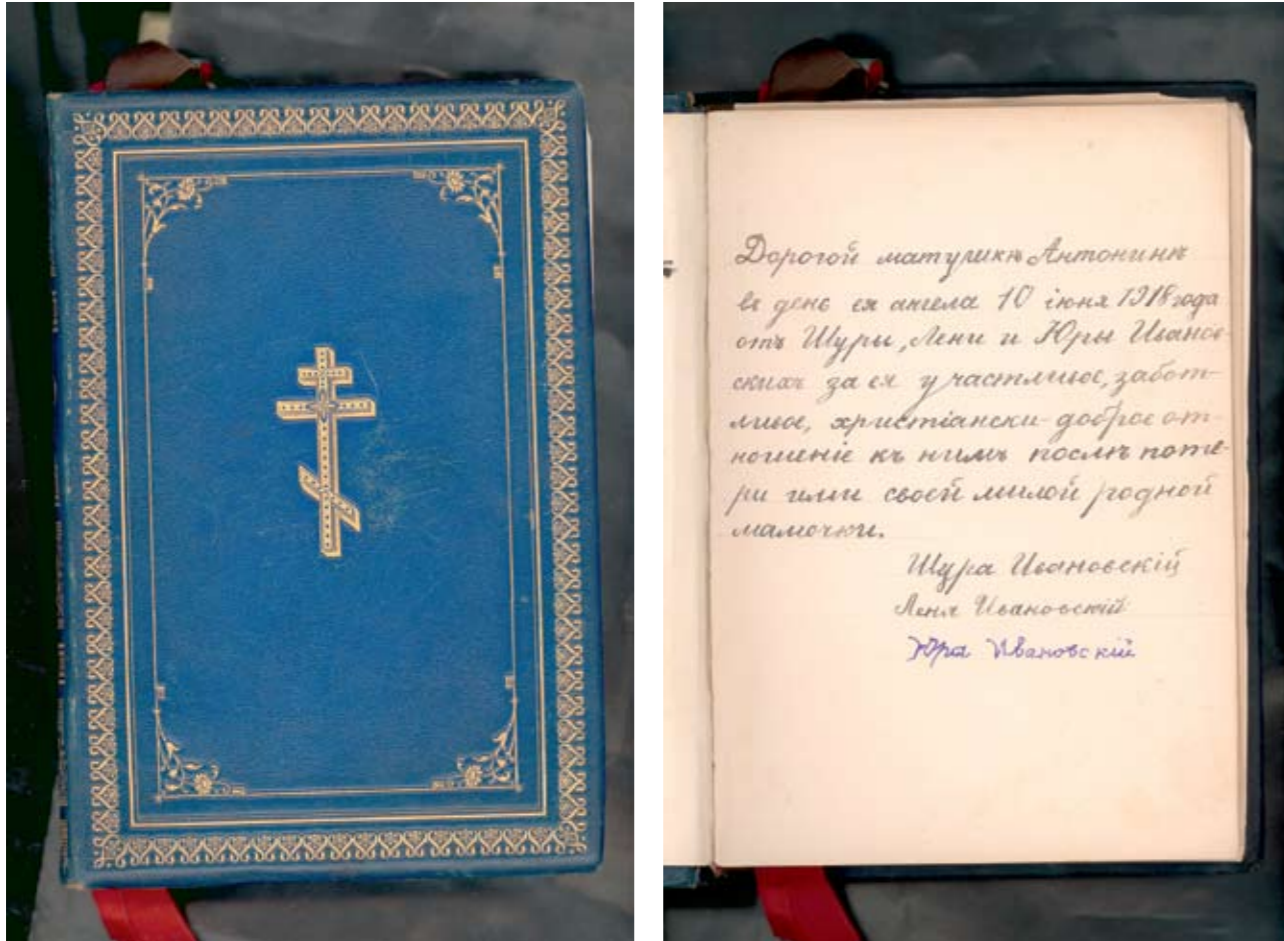 Дорогой матушкѣ Антонинѣ
въ день ея ангела 10 іюня 1918 года
отъ Шуры, Лени и Юры Иванов-
скихъ за ея участливое, забот-
ливое, христіански-доброе от-
ношеніе къ нимъ послѣ поте-
ри ими своей милой родной
мамочки.
Шура Ивановскій
Леня Ивановскій
Юра Ивановскій